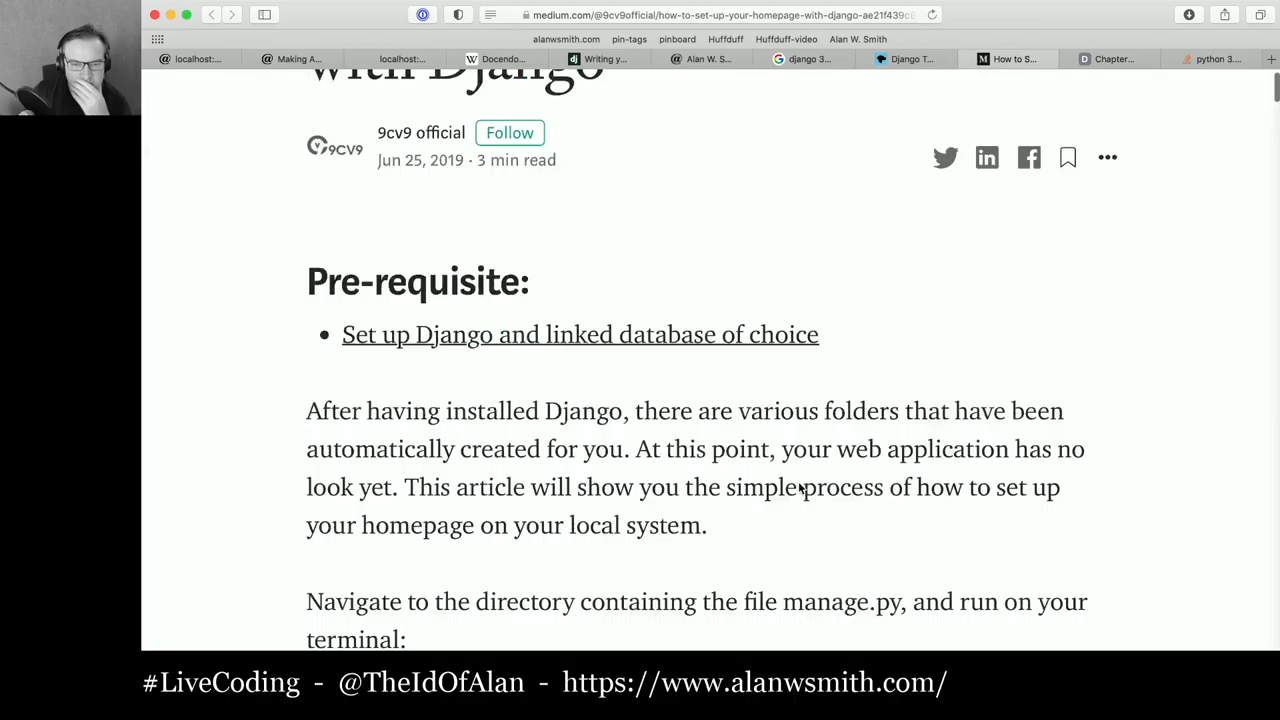 medium.com/@9cv9official/how-to-set-up-your-homepage-with-django-ae21f439c8
alanwsmith.com pin-tags pinboard Huffduff Huffduff-video Alan W. Smith
localhost:... Making A... localhost:... Docendo... Writing y... Alan W. S... django 3... Django T... How to S... Chapter... python 3....
with Django
9cv9 official Follow
9CV9
Jun 25, 2019 · 3 min read
Pre-requisite:
• Set up Django and linked database of choice
After having installed Django, there are various folders that have been
automatically created for you. At this point, your web application has no
look yet. This article will show you the simple process of how to set up
your homepage on your local system.
Navigate to the directory containing the file manage.py, and run on your
terminal:
#LiveCoding - @TheIdOfAlan - https://www.alanwsmith.com/